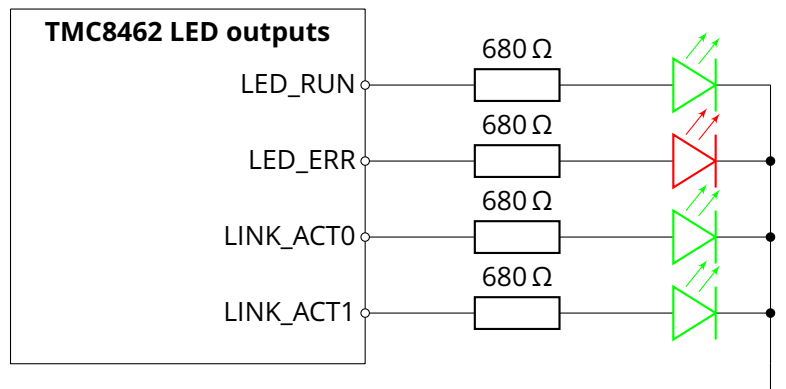 TMC8462 LED outputs
680 Ω
LED_RUN
680 Ω
LED_ERR
680 Ω
LINK_ACT0
680 Ω
LINK_ACT1